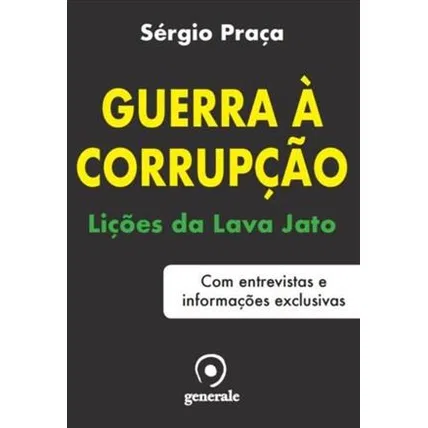 Sérgio Praça
GUERRA À
CORRUPÇÃO
Lições da Lava Jato
Com entrevistas e
informações exclusivas
generale